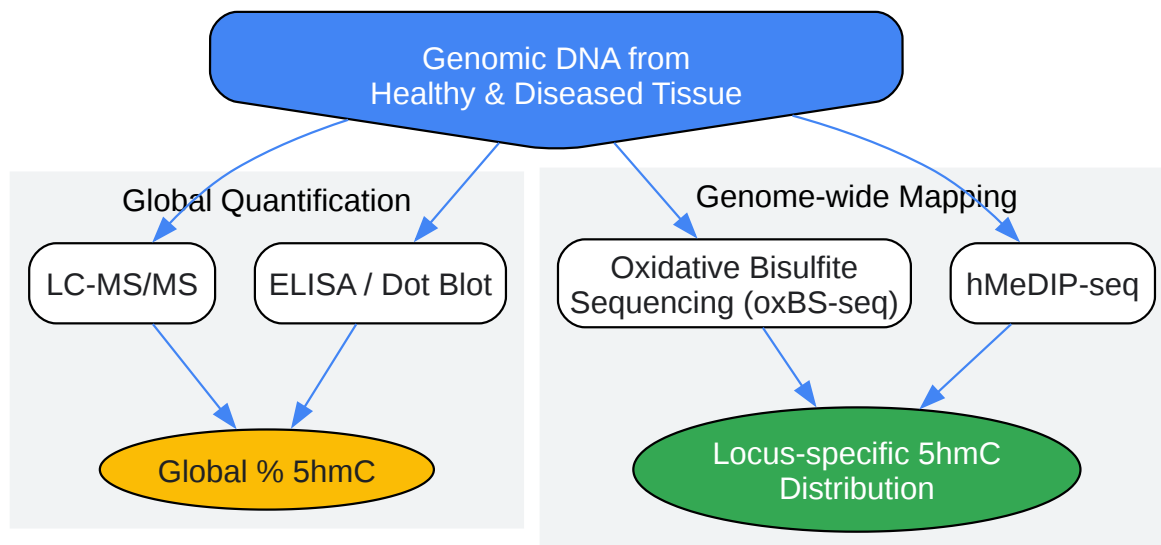 Genomic DNA from
Healthy & Diseased Tissue
Global Quantification
Genome-wide Mapping
LC-MS/MS
ELISA / Dot Blot
Oxidative Bisulfite
Sequencing (oxBS-seq)
hMeDIP-seq
Global % 5hmC
Locus-specific 5hmC
Distribution